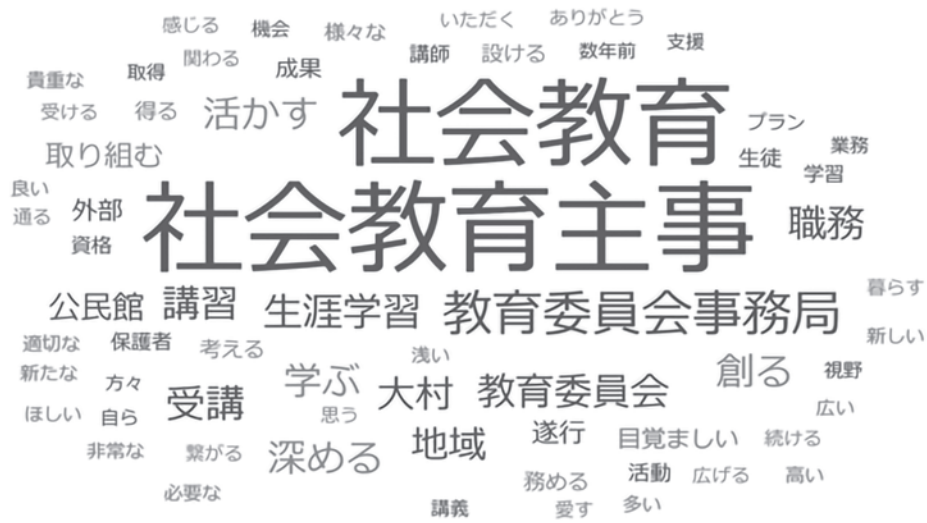 感じる 機会 様々な いただく ありがとう
関わる 講師 設ける 数年前 支援
貴重な 取得 成果
受ける 得る 活かす 社会教育 プラン
取り組む 生徒 業務
学習
良い
通る 外部 社会教育主事 職務
資格
公民館 講習 生涯学習 教育委員会事務局 暮らす
新しい
適切な 保護者 考える 浅い
新たな 方々 学ぶ 大村 教育委員会 創る 視野
ほしい 自ら 受講 思う 広い
非常な 繋がる 深める 地域 遂行 目覚ましい 続ける
必要な 務める 活動 広げる 高い
講義 愛す 多い